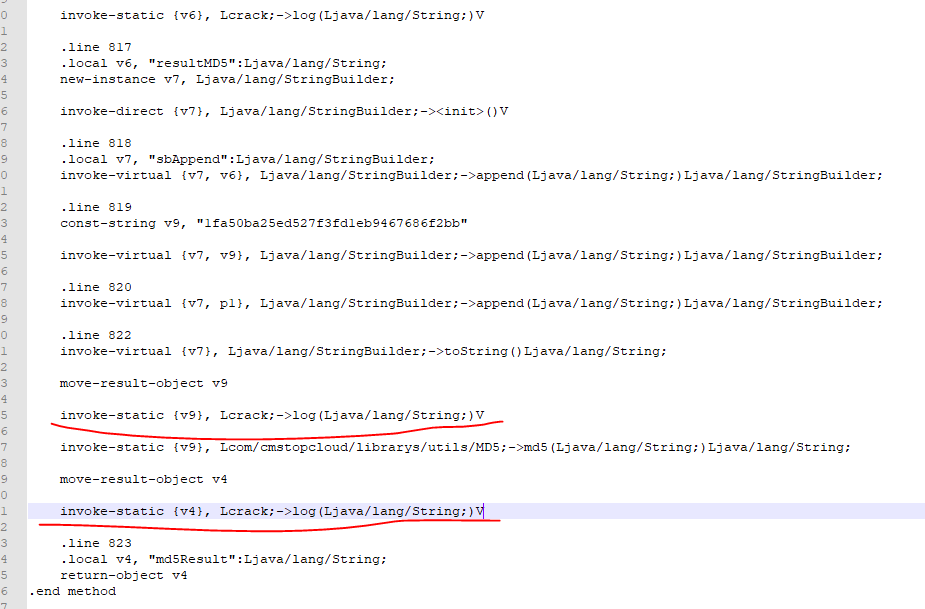 0 invoke-static {v6}, Lcrack;->log(Ljava/lang/String;)V
1
2 .line 817
3 .local v6, "resultMD5":Ljava/lang/String;
4 new-instance v7, Ljava/lang/StringBuilder;
5
6 invoke-direct {v7}, Ljava/lang/StringBuilder;-><init>()V
7
8 .line 818
9 .local v7, "sbAppend":Ljava/lang/StringBuilder;
0 invoke-virtual {v7, v6}, Ljava/lang/StringBuilder;->append(Ljava/lang/String;)Ljava/lang/StringBuilder;
1
2 .line 819
3 const-string v9, "1fa50ba25ed527f3fd1eb9467686f2bb"
4
5 invoke-virtual {v7, v9}, Ljava/lang/StringBuilder;->append(Ljava/lang/String;)Ljava/lang/StringBuilder;
6
7 .line 820
8 invoke-virtual {v7, p1}, Ljava/lang/StringBuilder;->append(Ljava/lang/String;)Ljava/lang/StringBuilder;
9
0 .line 822
1 invoke-virtual {v7}, Ljava/lang/StringBuilder;->toString()Ljava/lang/String;
2
3 move-result-object v9
4
5 invoke-static {v9}, Lcrack;->log(Ljava/lang/String;)V
6
7 invoke-static {v9}, Lcom/cmstopcloud/librarys/utils/MD5;->md5(Ljava/lang/String;)Ljava/lang/String;
8
9 move-result-object v4
0
1 invoke-static {v4}, Lcrack;->log(Ljava/lang/String;)V
2
3 .line 823
4 .local v4, "md5Result":Ljava/lang/String;
5 return-object v4
6 .end method
7